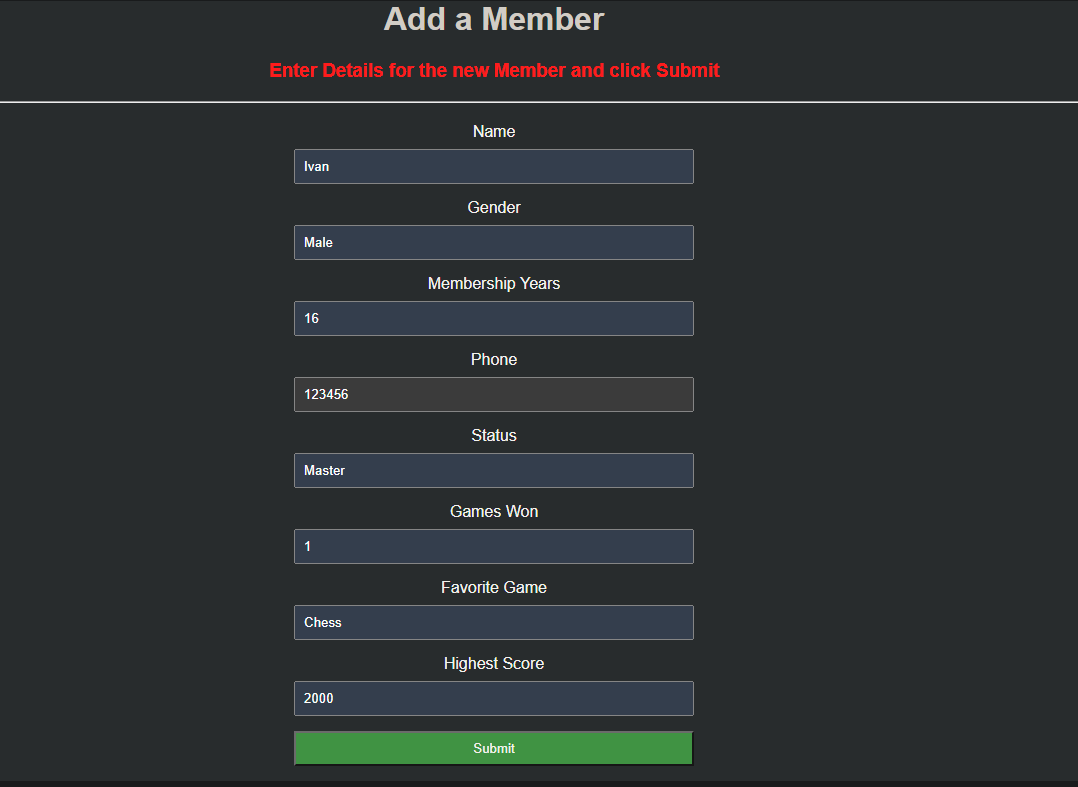 Add a Member
Enter Details for the new Member and click Submit
Name
Ivan
Gender
Male
Membership Years
16
Phone
123456
Status
Master
Games Won
1
Favorite Game
Chess
Highest Score
2000
Submit